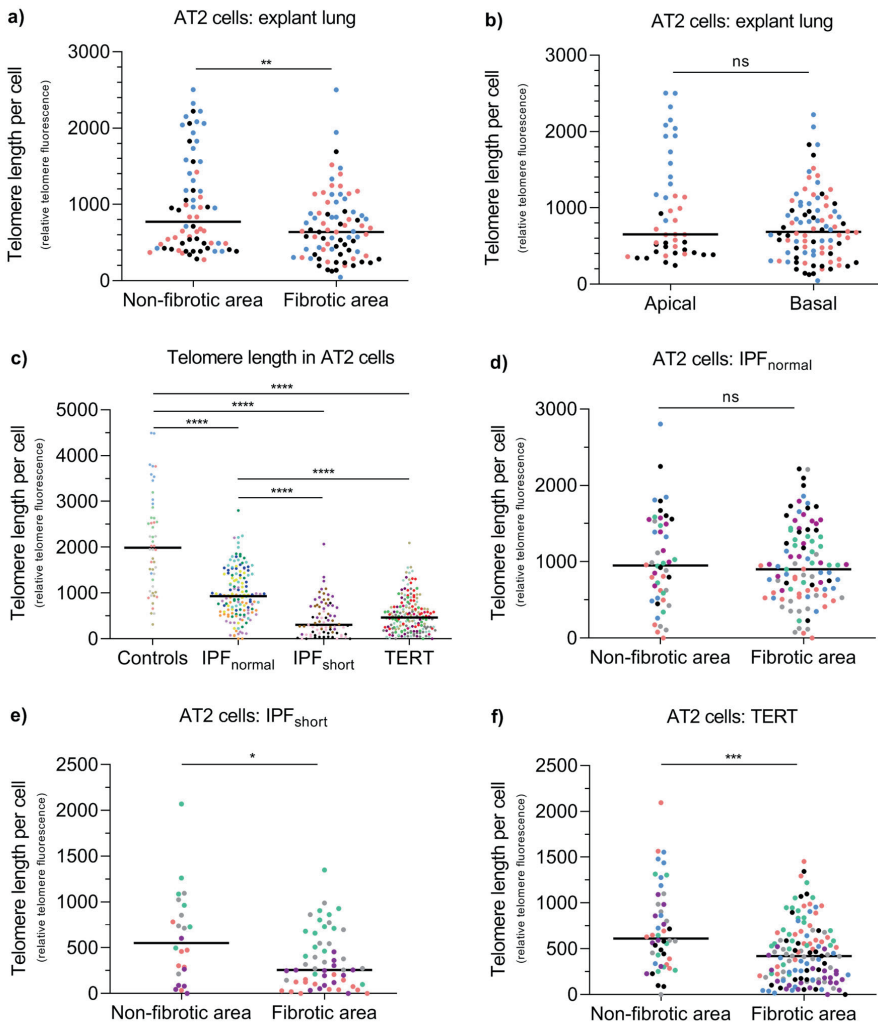 a)
AT2 cells: explant lung
Telomere length per cell
(relative telomere fluorescence)
3000
2000
1000
0
**
Non-fibrotic area
Fibrotic area
b)
AT2 cells: explant lung
Telomere length per cell
(relative telomere fluorescence)
3000
2000
1000
0
ns
Apical
Basal
c)
Telomere length in AT2 cells
Telomere length per cell
(relative telomere fluorescence)
5000
4000
3000
2000
1000
0
****
****
****
****
****
Controls
IPFnormal
IPFshort
TERT
d)
AT2 cells: IPFnormal
Telomere length per cell
(relative telomere fluorescence)
3000
2000
1000
0
ns
Non-fibrotic area
Fibrotic area
e)
AT2 cells: IPFshort
Telomere length per cell
(relative telomere fluorescence)
2500
2000
1500
1000
500
0
*
Non-fibrotic area
Fibrotic area
f)
AT2 cells: TERT
Telomere length per cell
(relative telomere fluorescence)
2500
2000
1500
1000
500
0
***
Non-fibrotic area
Fibrotic area